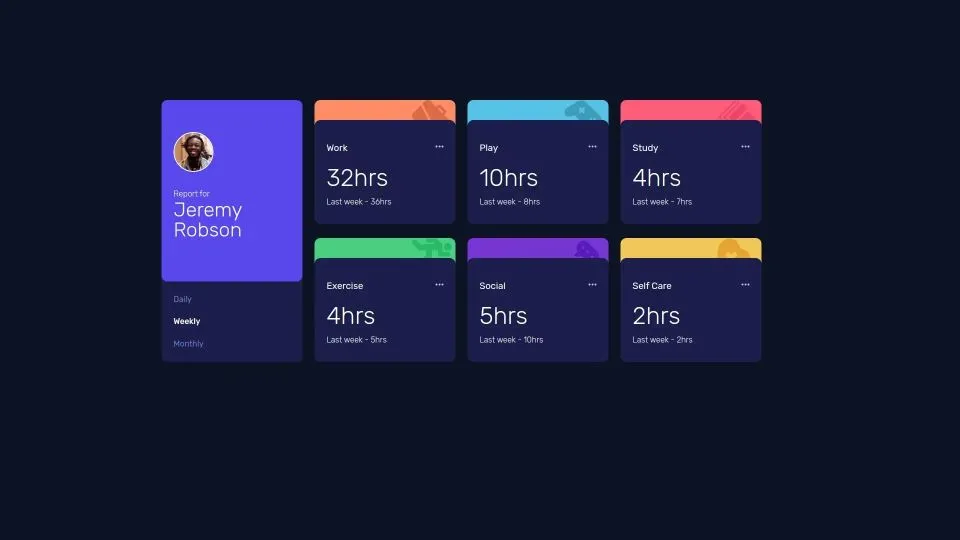 Report for
Jeremy
Robson
Daily
Weekly
Monthly
Work
32hrs
Last week - 36hrs
Play
10hrs
Last week - 8hrs
Study
4hrs
Last week - 7hrs
Exercise
4hrs
Last week - 5hrs
Social
5hrs
Last week - 10hrs
Self Care
2hrs
Last week - 2hrs